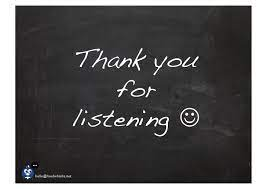 Thank you
for
listening ☺